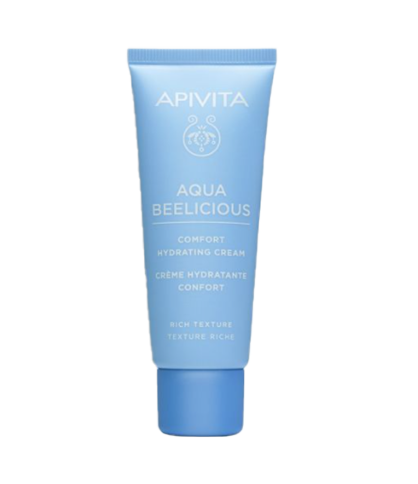 APIVITA
AQUA
BEELICIOUS
COMFORT
HYDRATING CREAM
CRÈME HYDRATANTE
CONFORT
RICH TEXTURE
TEXTURE RICHE